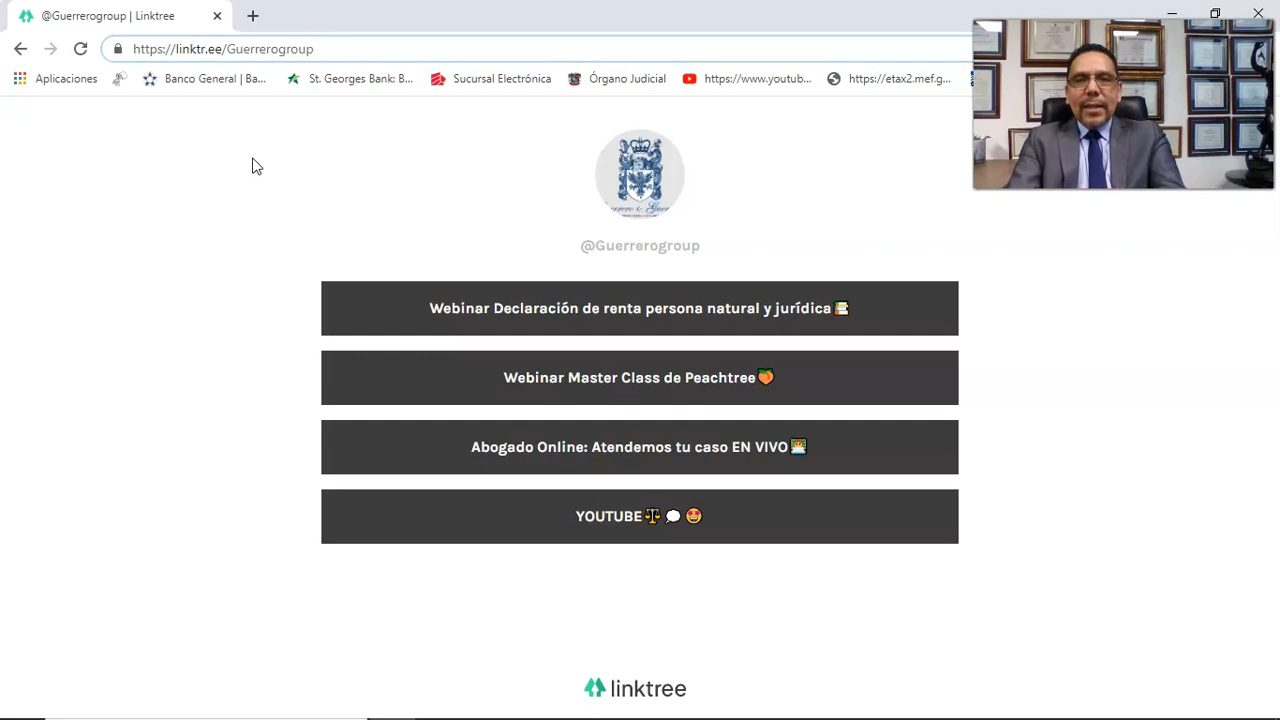 @Guerrerogroup | Linktree
https://linktr.ee/Guerrerogroup
Aplicaciones
Banco General | Ba...
St. Georges Bank: B...
Sucursal Electrónica
Órgano Judicial
https://www.youtub...
https://etax2.mef.g...
@Guerrerogroup
Webinar Declaración de renta persona natural y jurídica
Webinar Master Class de Peachtree
Abogado Online: Atendemos tu caso EN VIVO
YOUTUBE
linktree